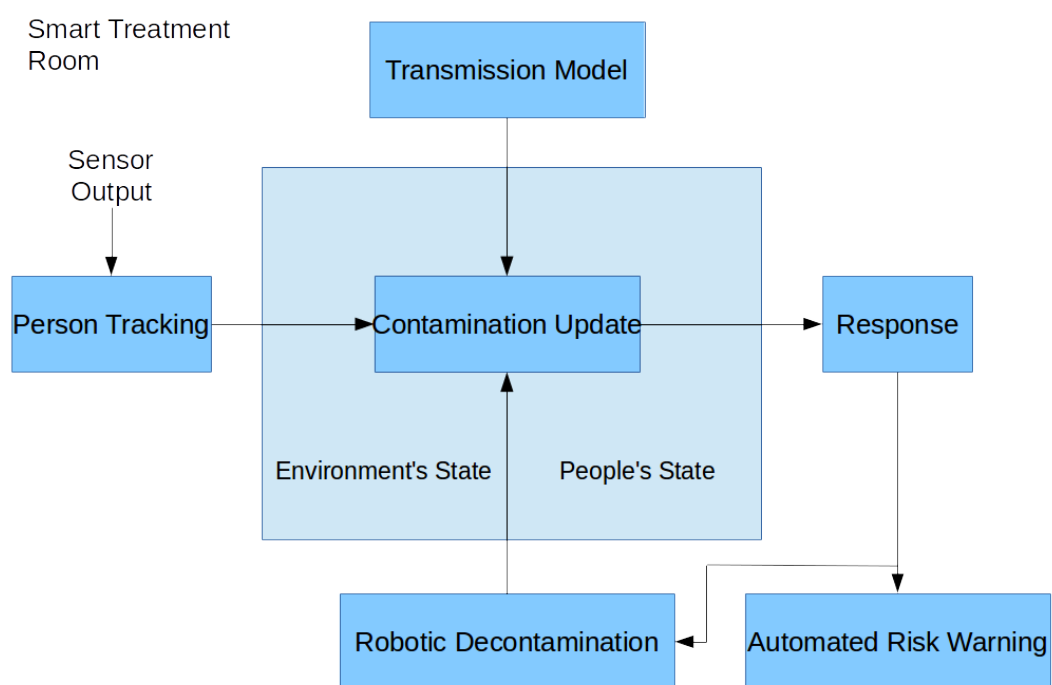 Smart Treatment
Room
Transmission Model
Sensor
Output
Person Tracking
Contamination Update
Response
Environment's State
People's State
Robotic Decontamination
Automated Risk Warning